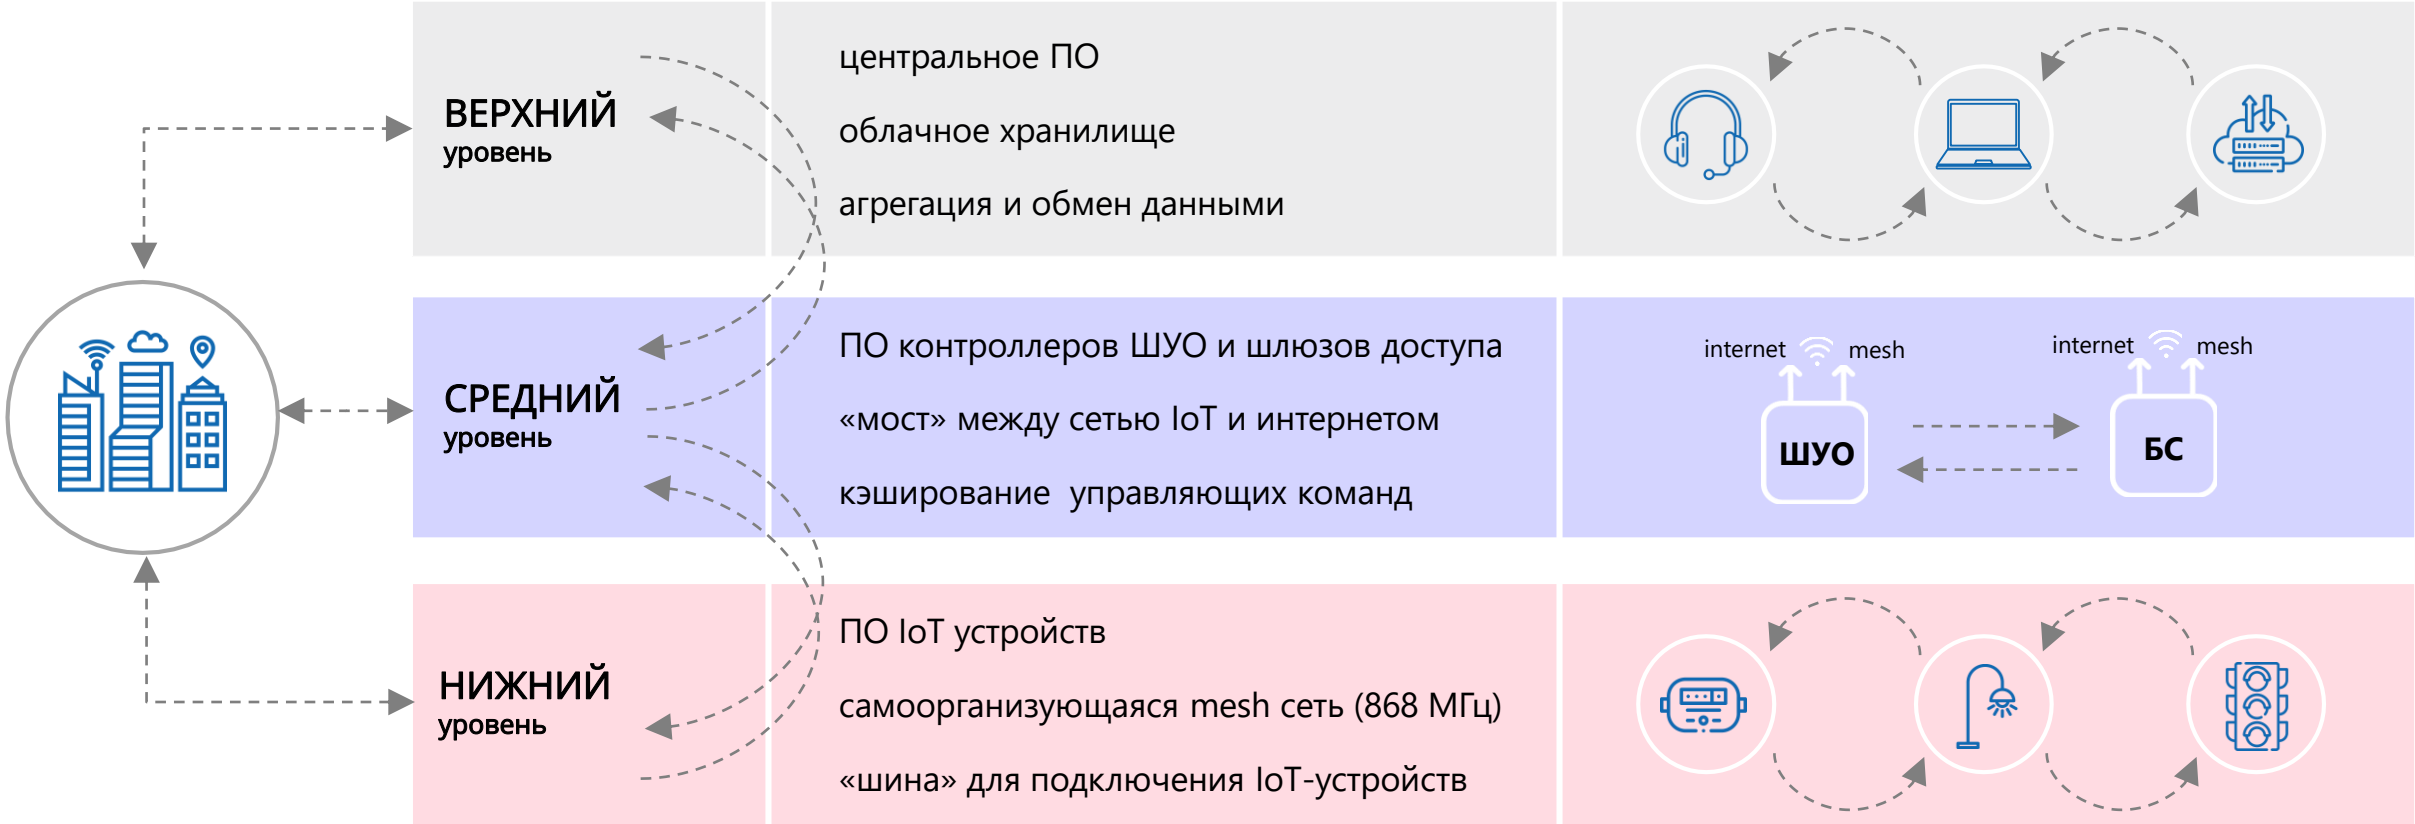 ВЕРХНИЙ
уровень
центральное ПО
облачное хранилище
агрегация и обмен данными
СРЕДНИЙ
уровень
ПО контроллеров ШУО и шлюзов доступа
«мост» между сетью IoT и интернетом
кэширование  управляющих команд
internet mesh
ШУО
internet mesh
БС
НИЖНИЙ
уровень
ПО IoT устройств
самоорганизующаяся mesh сеть (868 МГц)
«шина» для подключения IoT-устройств